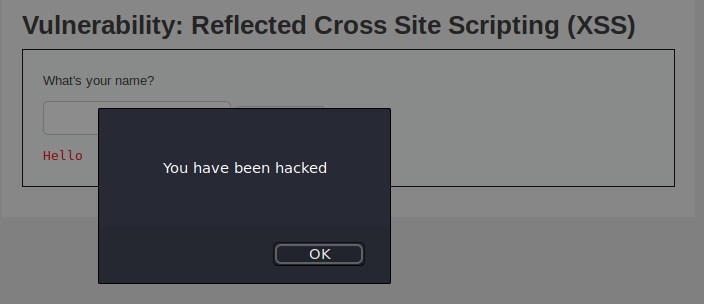 Vulnerability: Reflected Cross Site Scripting (XSS)
What's your name?
Hello
You have been hacked
OK